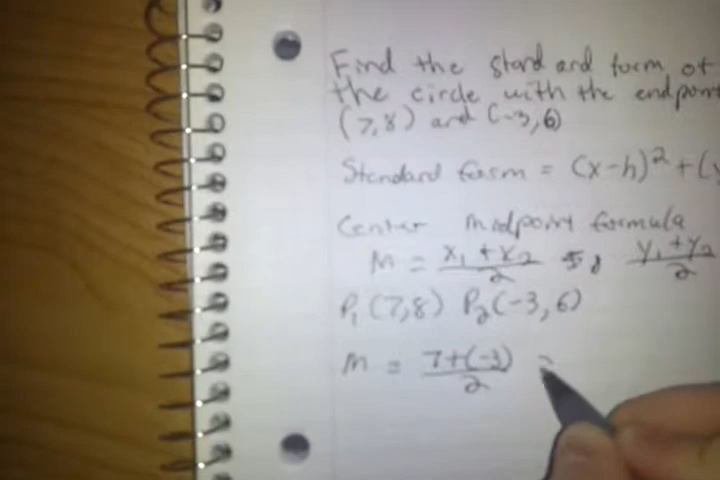 Find the standard form of
the circle with the endpoint
(7,8) and (-3,6)
Standard form = (x-h)² + (y
Center Midpoint formula
M = x₁ + x₂ / 2 , y₁ + y₂ / 2
P₁ (7,8) P₂ (-3,6)
M = 7+(-3) / 2 =